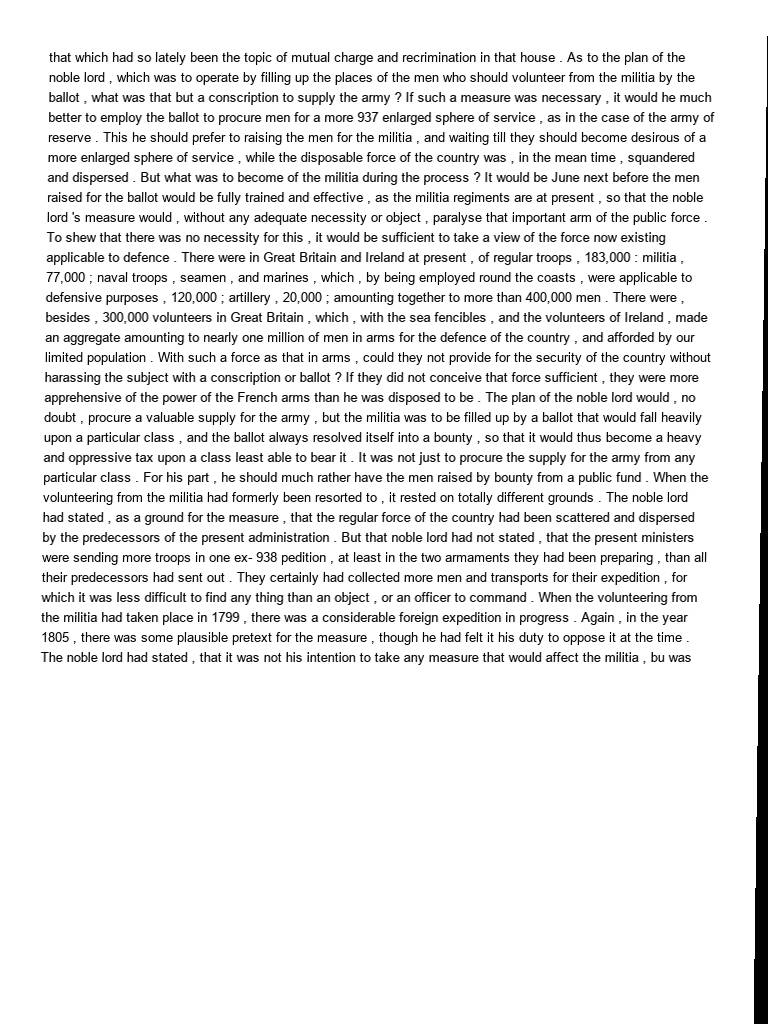 that which had so lately been the topic of mutual charge and recrimination in that house . As to the plan of the
noble lord , which was to operate by filling up the places of the men who should volunteer from the militia by the
ballot , what was that but a conscription to supply the army ? If such a measure was necessary , it would he much
better to employ the ballot to procure men for a more 937 enlarged sphere of service , as in the case of the army of
reserve . This he should prefer to raising the men for the militia , and waiting till they should become desirous of a
more enlarged sphere of service , while the disposable force of the country was , in the mean time , squandered
and dispersed . But what was to become of the militia during the process ? It would be June next before the men
raised for the ballot would be fully trained and effective , as the militia regiments are at present , so that the noble
lord 's measure would , without any adequate necessity or object , paralyse that important arm of the public force .
To shew that there was no necessity for this , it would be sufficient to take a view of the force now existing
applicable to defence . There were in Great Britain and Ireland at present , of regular troops , 183,000 : militia ,
77,000 ; naval troops , seamen , and marines , which , by being employed round the coasts , were applicable to
defensive purposes , 120,000 ; artillery , 20,000 ; amounting together to more than 400,000 men . There were ,
besides , 300,000 volunteers in Great Britain , which , with the sea fencibles , and the volunteers of Ireland , made
an aggregate amounting to nearly one million of men in arms for the defence of the country , and afforded by our
limited population . With such a force as that in arms , could they not provide for the security of the country without
harassing the subject with a conscription or ballot ? If they did not conceive that force sufficient , they were more
apprehensive of the power of the French arms than he was disposed to be . The plan of the noble lord would , no
doubt , procure a valuable supply for the army , but the militia was to be filled up by a ballot that would fall heavily
upon a particular class , and the ballot always resolved itself into a bounty , so that it would thus become a heavy
and oppressive tax upon a class least able to bear it . It was not just to procure the supply for the army from any
particular class . For his part , he should much rather have the men raised by bounty from a public fund . When the
volunteering from the militia had formerly been resorted to , it rested on totally different grounds . The noble lord
had stated , as a ground for the measure , that the regular force of the country had been scattered and dispersed
by the predecessors of the present administration . But that noble lord had not stated , that the present ministers
were sending more troops in one ex- 938 pedition , at least in the two armaments they had been preparing , than all
their predecessors had sent out . They certainly had collected more men and transports for their expedition , for
which it was less difficult to find any thing than an object , or an officer to command . When the volunteering from
the militia had taken place in 1799 , there was a considerable foreign expedition in progress . Again , in the year
1805 , there was some plausible pretext for the measure , though he had felt it his duty to oppose it at the time .
The noble lord had stated , that it was not his intention to take any measure that would affect the militia , bu was